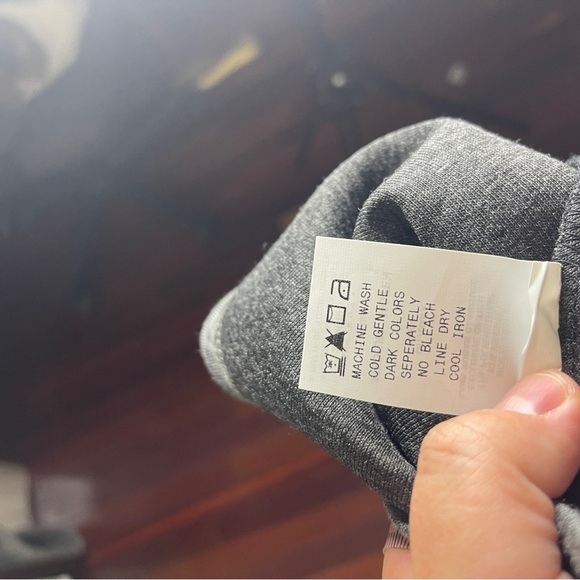 MACHINE WASH
COLD GENTLE
DARK COLORS
SEPERATELY
NO BLEACH
LINE DRY
COOL IRON